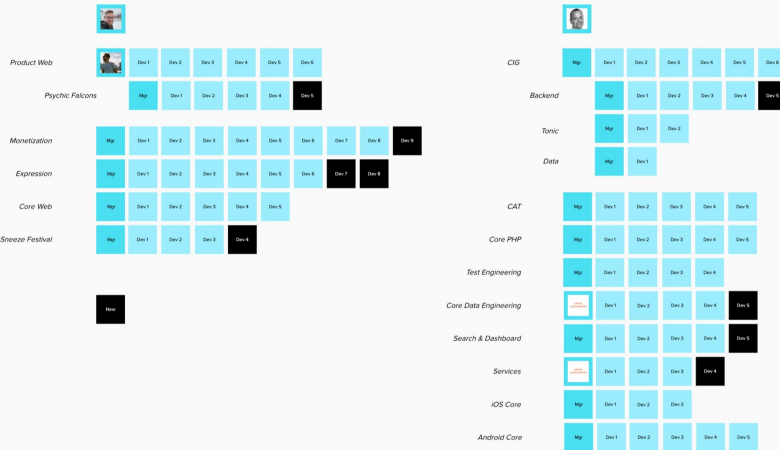 Product Web Dev 1 Dev 2 Dev 3 Dev 4 Dev 5 Dev 6
Psychic Falcons Mgr Dev 1 Dev 2 Dev 3 Dev 4 Dev 5
Monetization Mgr Dev 1 Dev 2 Dev 3 Dev 4 Dev 5 Dev 6 Dev 7 Dev 8 Dev 9
Expression Mgr Dev 1 Dev 2 Dev 3 Dev 4 Dev 5 Dev 6 Dev 7 Dev 8
Core Web Mgr Dev 1 Dev 2 Dev 3 Dev 4 Dev 5
Sneeze Festival Mgr Dev 1 Dev 2 Dev 3 Dev 4
New
CIG Mgr Dev 1 Dev 2 Dev 3 Dev 4 Dev 5 Dev 6
Backend Mgr Dev 1 Dev 2 Dev 3 Dev 4 Dev 5
Tonic Mgr Dev 1 Dev 2
Data Mgr Dev 1
CAT Mgr Dev 1 Dev 2 Dev 3 Dev 4 Dev 5
Core PHP Mgr Dev 1 Dev 2 Dev 3 Dev 4 Dev 5
Test Engineering Mgr Dev 1 Dev 2 Dev 3 Dev 4
Core Data Engineering Dev 1 Dev 2 Dev 3 Dev 4 Dev 5
Search & Dashboard Mgr Dev 1 Dev 2 Dev 3 Dev 4 Dev 5
Services Dev 1 Dev 2 Dev 3 Dev 4
iOS Core Mgr Dev 1 Dev 2 Dev 3
Android Core Mgr Dev 1 Dev 2 Dev 3 Dev 4 Dev 5